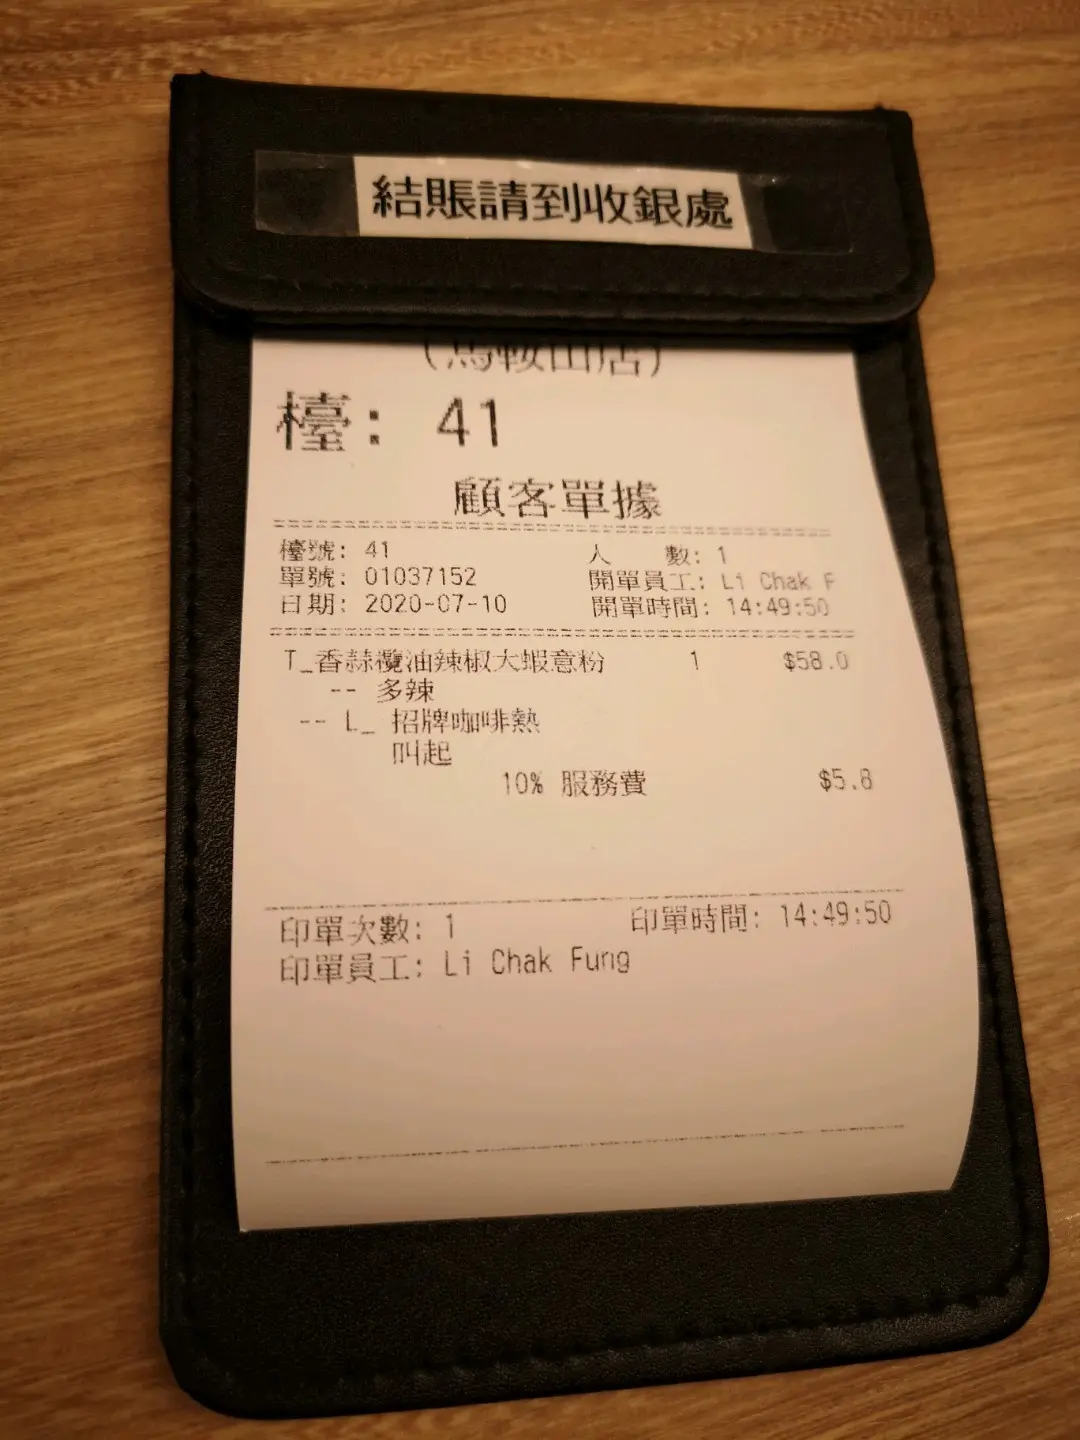 結賬請到收銀處
(馬鞍山店)
檯: 41
顧客單據
檯號: 41 人 數: 1
單號: 01037152 開單員工: Li Chak F
日期: 2020-07-10 開單時間: 14:49:50
T_香蒜欖油辣椒大蝦意粉 1 $58.0
-- 多辣
-- L_ 招牌咖啡熱
叫起
10% 服務費 $5.8
印單次數: 1 印單時間: 14:49:50
印單員工: Li Chak Fung